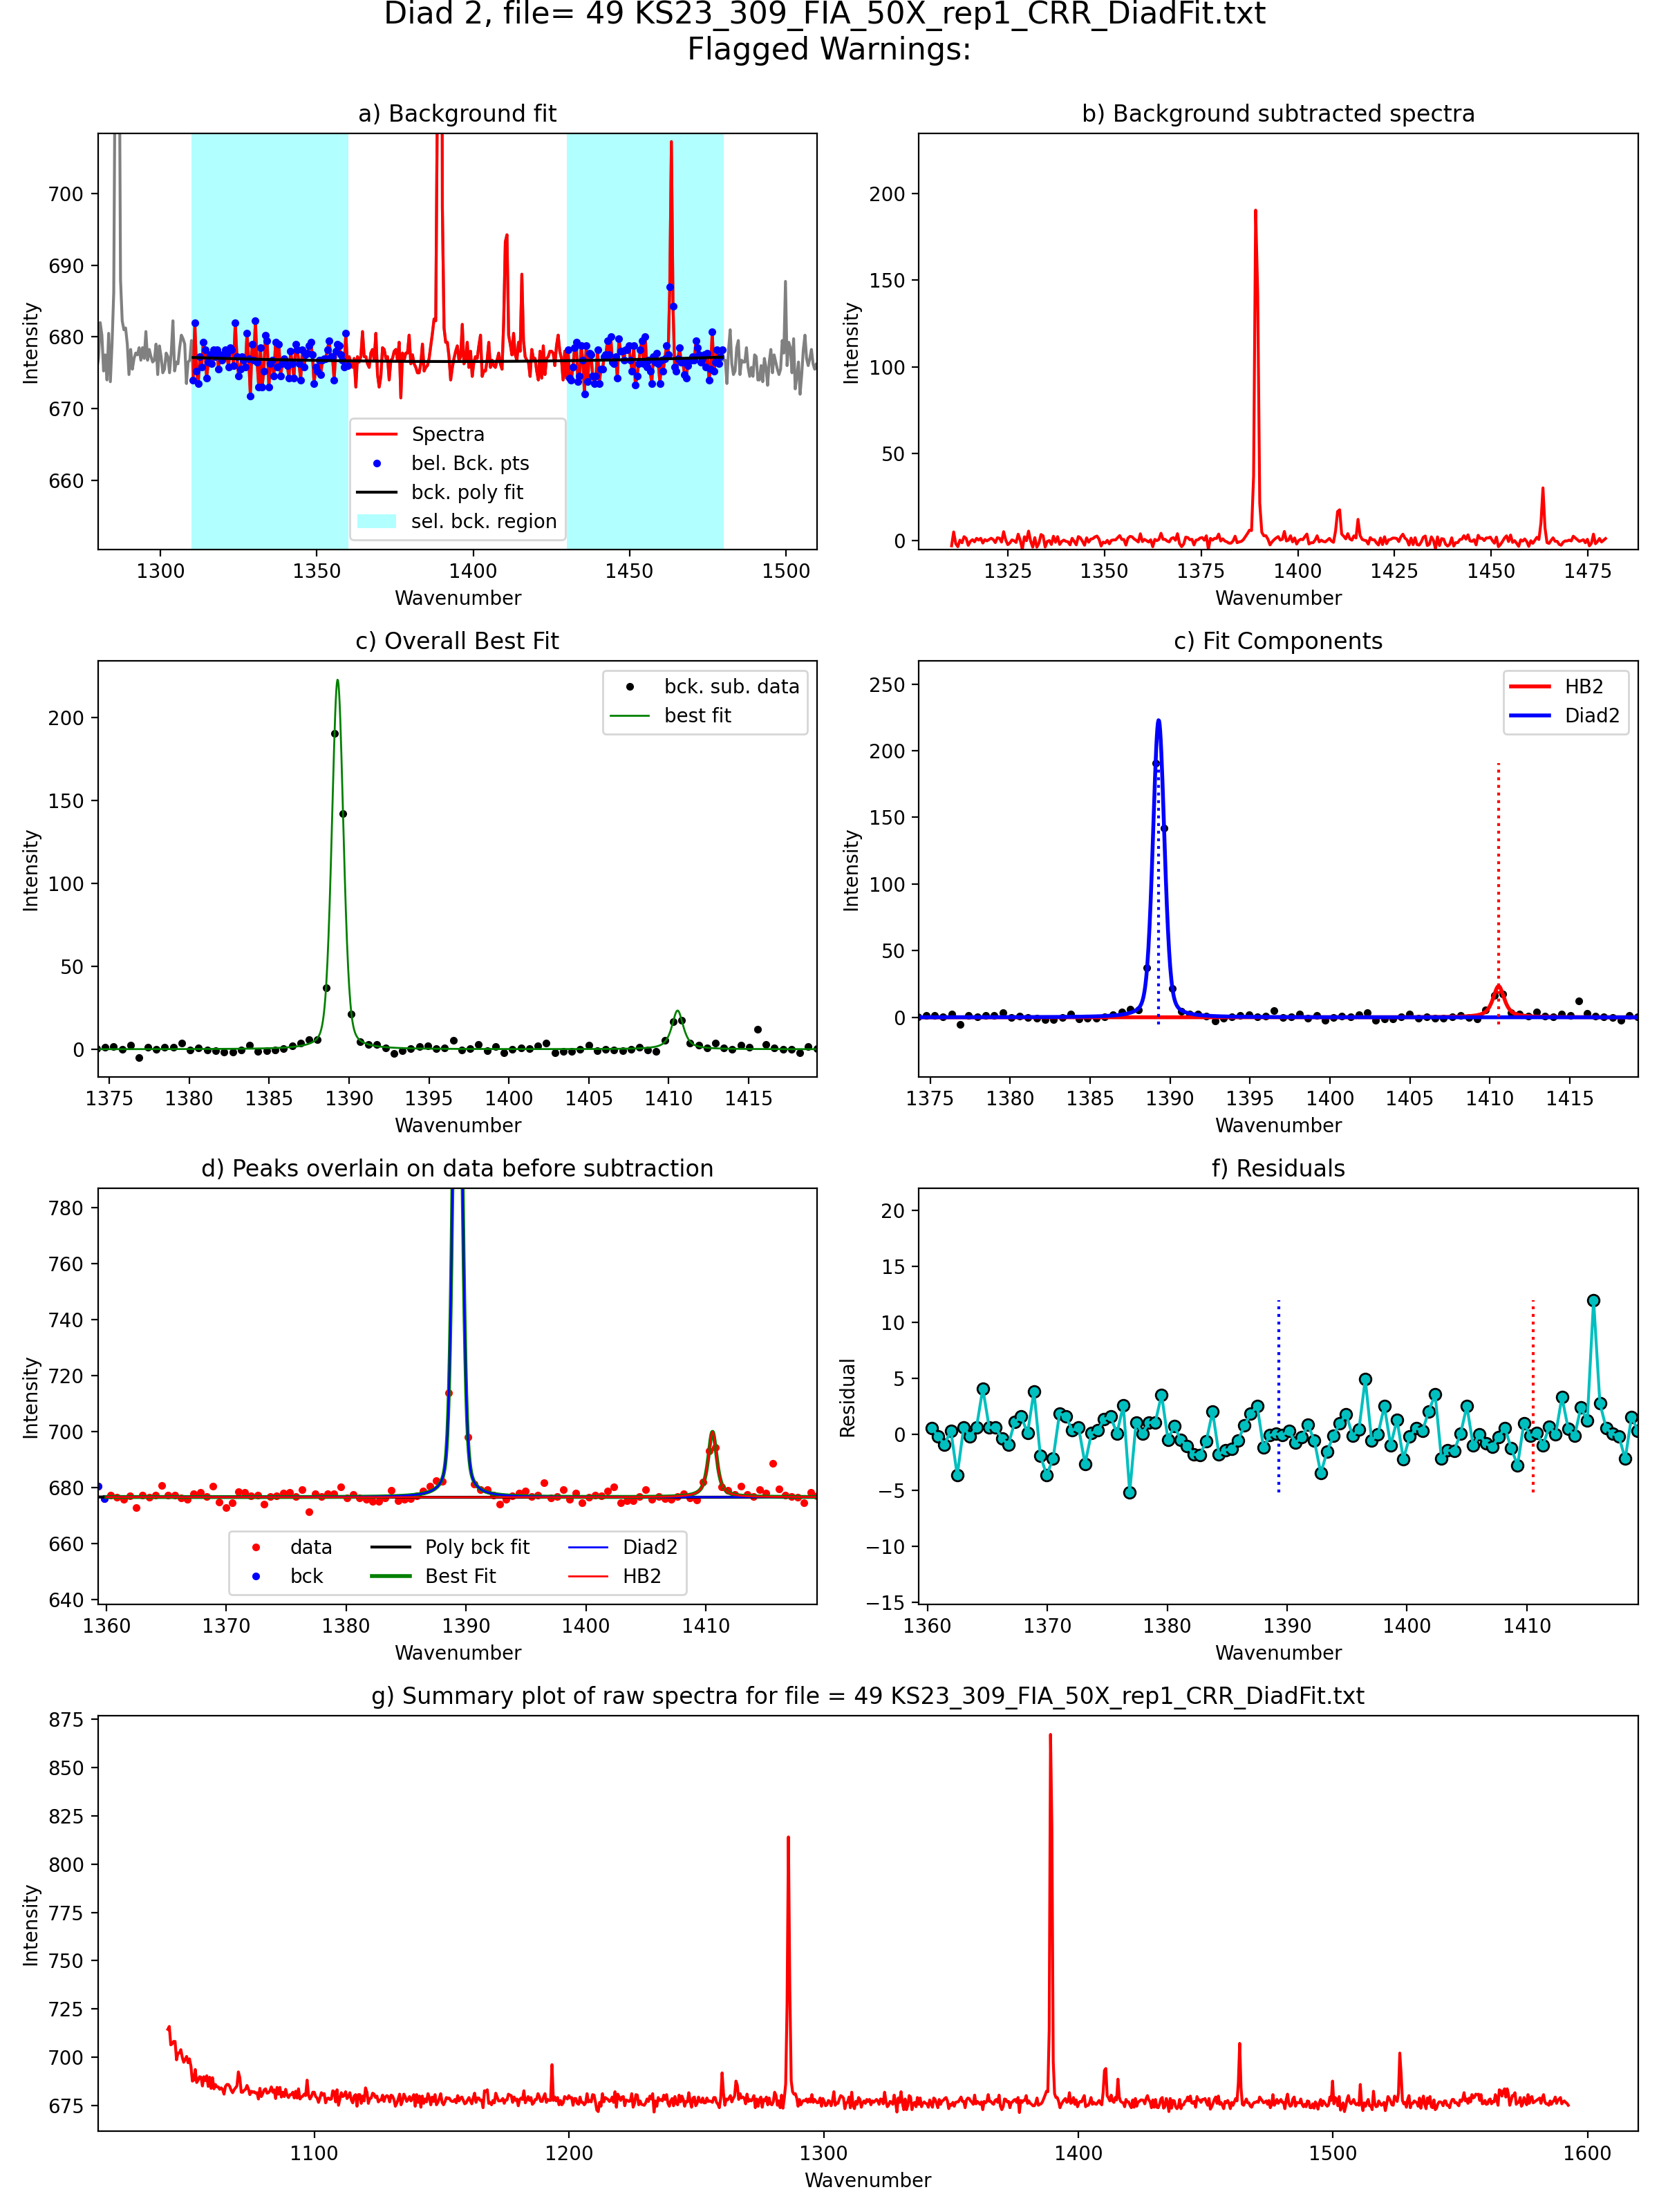 Diad 2, file= 49 KS23_309_FIA_50X_rep1_CRR_DiadFit.txt
Flagged Warnings:
a) Background fit
Intensity
700
690
680
670
660
Spectra
bel. Bck. pts
bck. poly fit
sel. bck. region
1300 1350 1400 1450 1500
Wavenumber
b) Background subtracted spectra
Intensity
200
150
100
50
0
1325 1350 1375 1400 1425 1450 1475
Wavenumber
c) Overall Best Fit
Intensity
200
150
100
50
0
bck. sub. data
best fit
1375 1380 1385 1390 1395 1400 1405 1410 1415
Wavenumber
c) Fit Components
Intensity
250
200
150
100
50
0
HB2
Diad2
1375 1380 1385 1390 1395 1400 1405 1410 1415
Wavenumber
d) Peaks overlain on data before subtraction
Intensity
780
760
740
720
700
680
660
640
data Poly bck fit Diad2
bck Best Fit HB2
1360 1370 1380 1390 1400 1410
Wavenumber
f) Residuals
Residual
20
15
10
5
0
−5
−10
−15
1360 1370 1380 1390 1400 1410
Wavenumber
g) Summary plot of raw spectra for file = 49 KS23_309_FIA_50X_rep1_CRR_DiadFit.txt
Intensity
875
850
825
800
775
750
725
700
675
1100 1200 1300 1400 1500 1600
Wavenumber